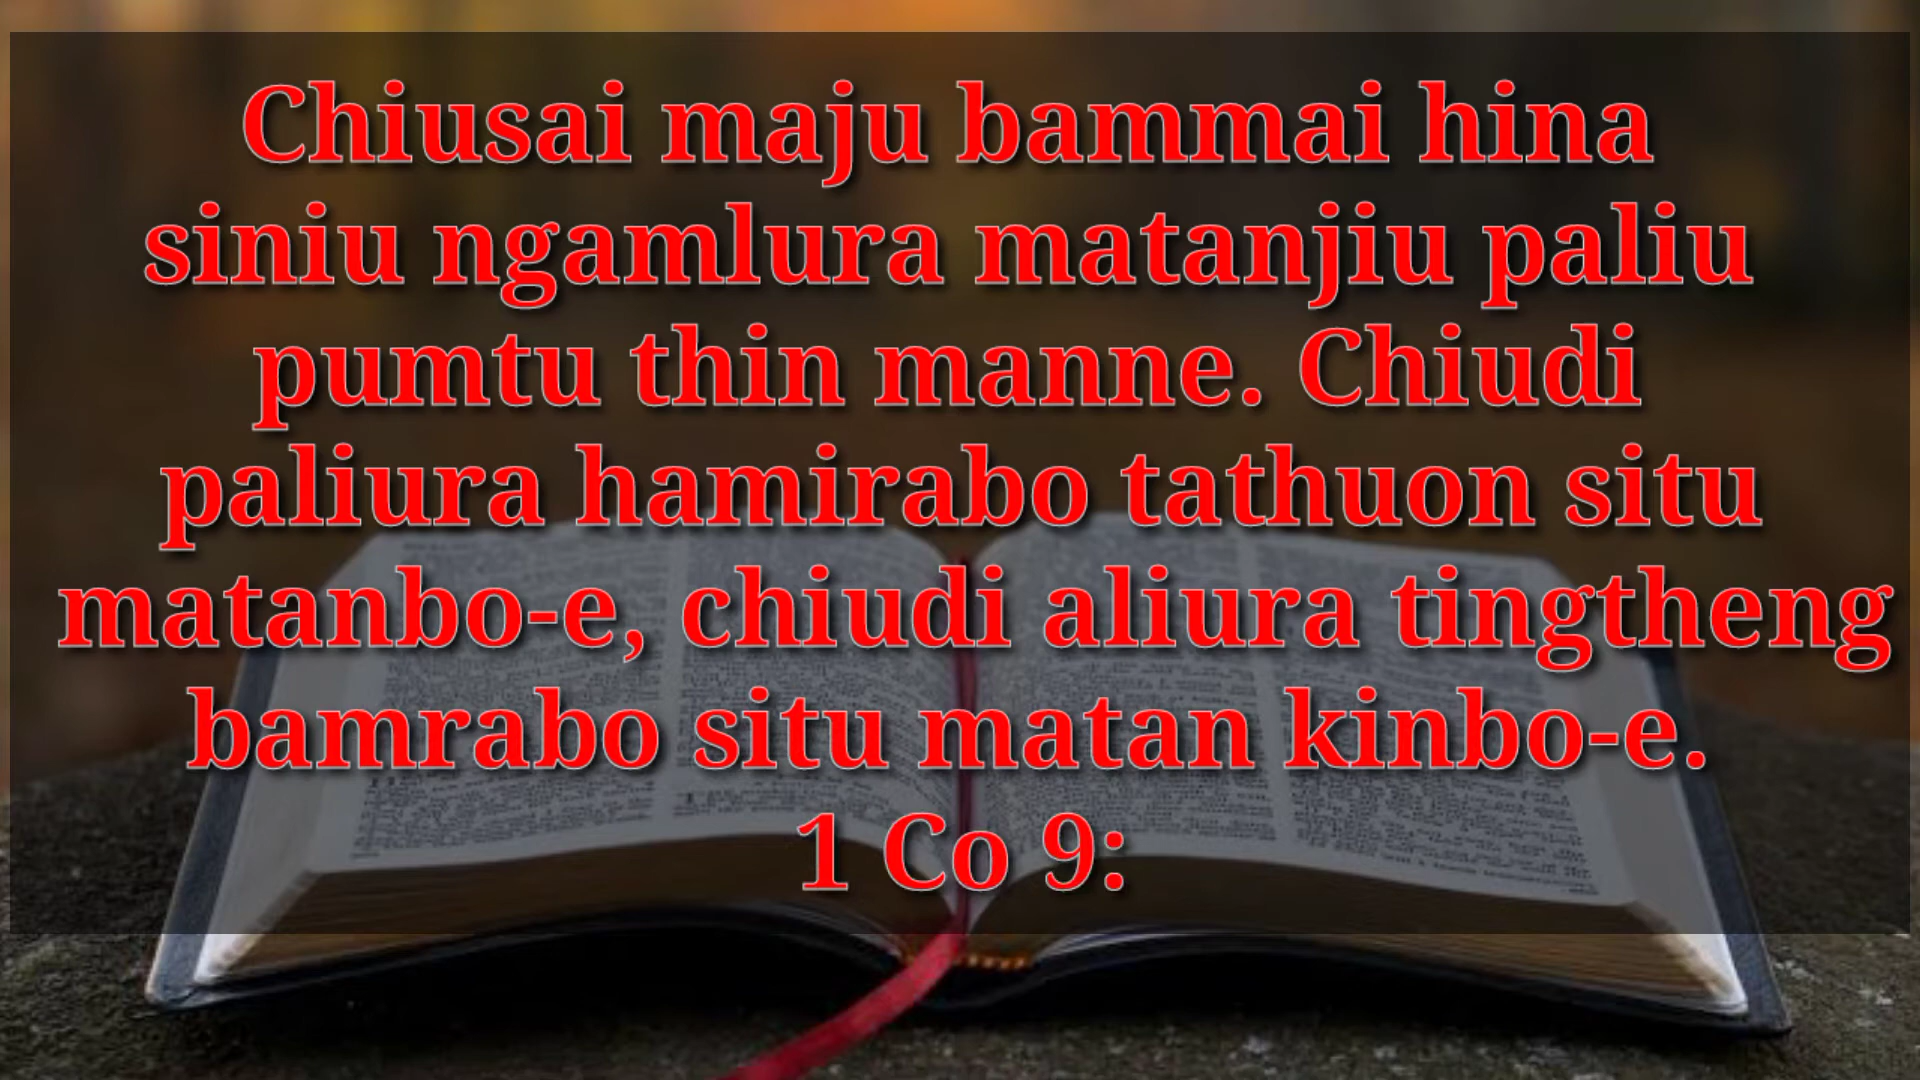 Chiusai maju bammai hina
siniu ngamlura matanjiu paliu
pumtu thin manne. Chiudi
paliura hamirabo tathuon situ
matanbo-e, chiudi aliura tingtheng
bamrabo situ matan kinbo-e.
1 Co 9: